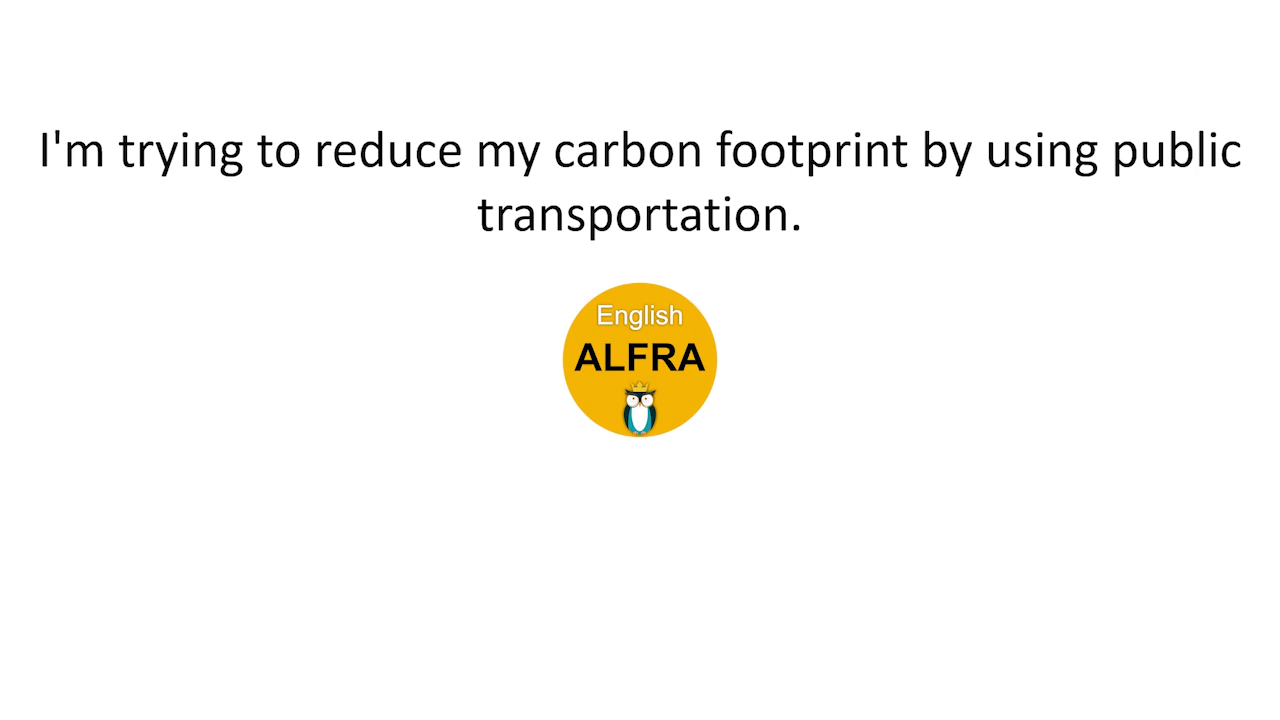 I'm trying to reduce my carbon footprint by using public
transportation.
English
ALFRA